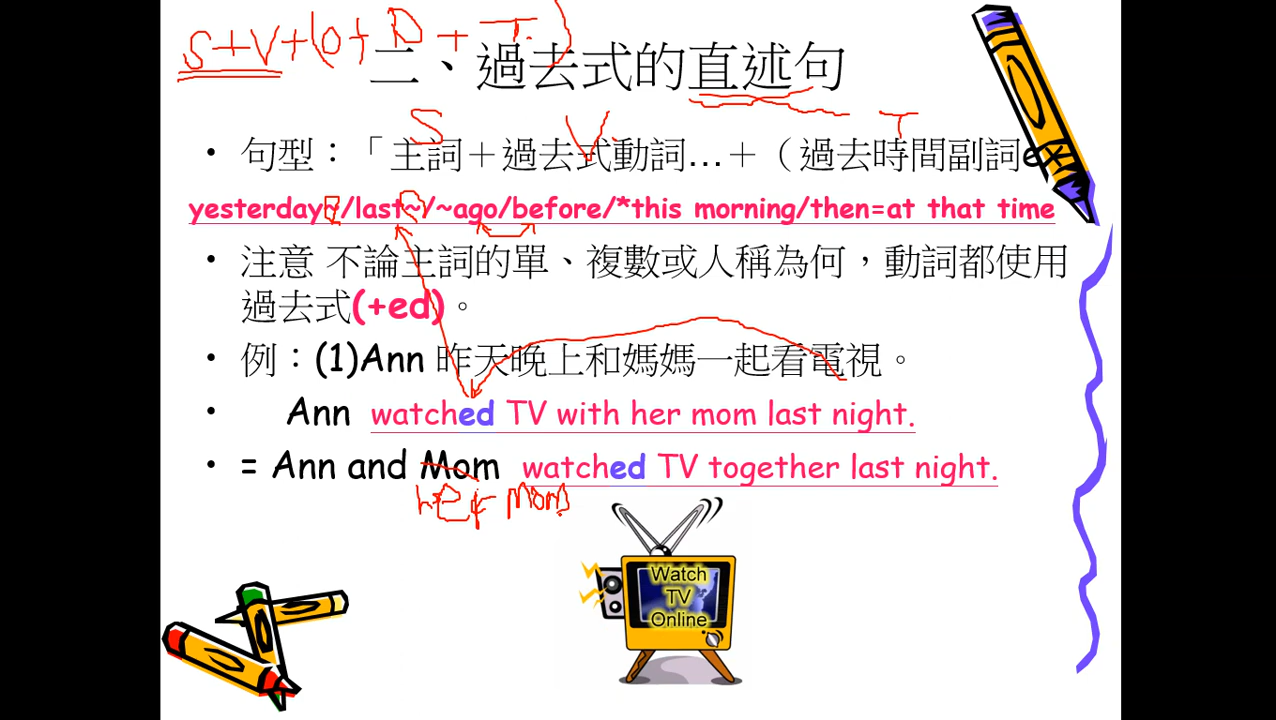 S+V+(O+P+T.)
二、過去式的直述句
S V. T
• 句型：「主詞＋過去式動詞…＋（過去時間副詞ex
yesterday~/last~/~ago/before/*this morning/then=at that time
• 注意 不論主詞的單、複數或人稱為何，動詞都使用
過去式(+ed)。
• 例：(1)Ann 昨天晚上和媽媽一起看電視。
• Ann watched TV with her mom last night.
• = Ann and Mom watched TV together last night.
her mom
Watch
TV
Online